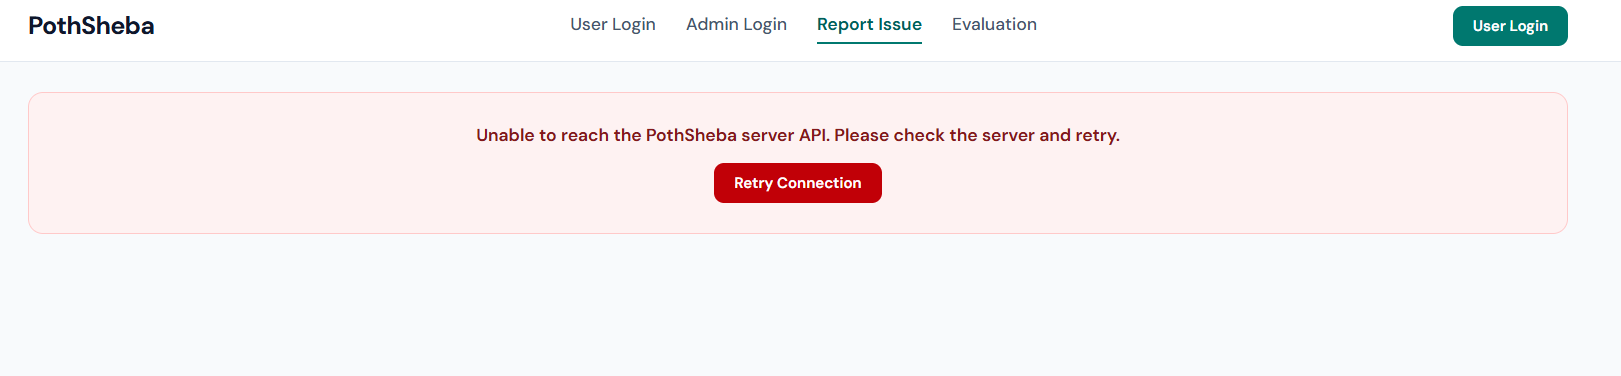 PothSheba
User Login
Admin Login
Report Issue
Evaluation
User Login
Unable to reach the PothSheba server API. Please check the server and retry.
Retry Connection